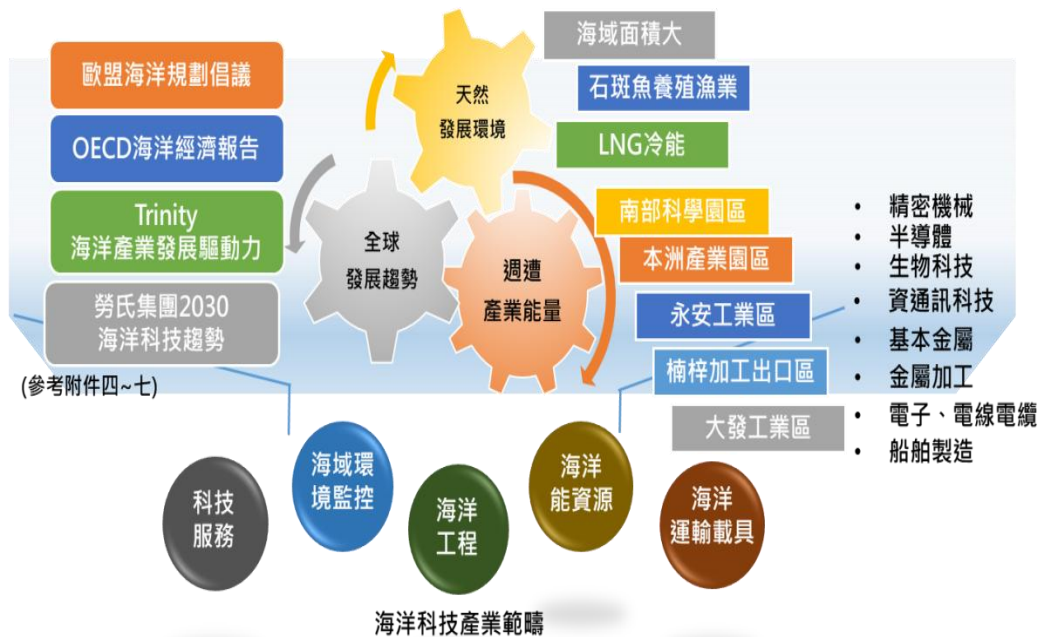 歐盟海洋規劃倡議
OECD海洋經濟報告
Trinity
海洋產業發展驅動力
勞氏集團2030
海洋科技趨勢
(參考附件四~七)
天然
發展環境
全球
發展趨勢
週遭
產業能量
海域面積大
石斑魚養殖漁業
LNG冷能
南部科學園區
本洲產業園區
永安工業區
楠梓加工出口區
大發工業區
• 精密機械
• 半導體
• 生物科技
• 資通訊科技
• 基本金屬
• 金屬加工
• 電子、電線電纜
• 船舶製造
科技
服務
海域環
境監控
海洋
工程
海洋
能資源
海洋
運輸載具
海洋科技產業範疇